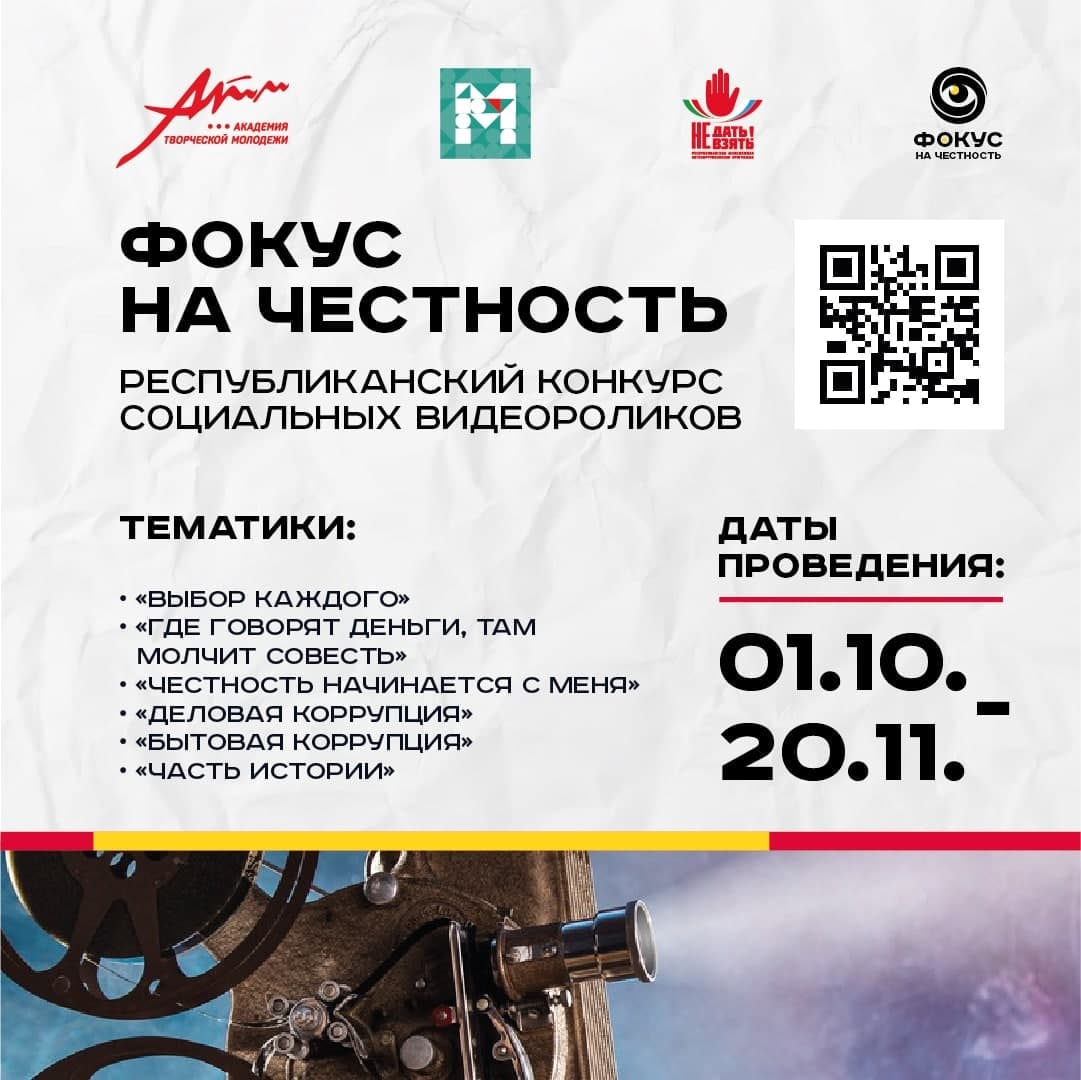 ••• АКАДЕМИЯ
ТВОРЧЕСКОЙ МОЛОДЕЖИ
НЕ ДАТЬ!
ВЗЯТЬ
ФОКУС
НА ЧЕСТНОСТЬ
ФОКУС
НА ЧЕСТНОСТЬ
РЕСПУБЛИКАНСКИЙ КОНКУРС
СОЦИАЛЬНЫХ ВИДЕОРОЛИКОВ
ТЕМАТИКИ:
• «ВЫБОР КАЖДОГО»
• «ГДЕ ГОВОРЯТ ДЕНЬГИ, ТАМ
МОЛЧИТ СОВЕСТЬ»
• «ЧЕСТНОСТЬ НАЧИНАЕТСЯ С МЕНЯ»
• «ДЕЛОВАЯ КОРРУПЦИЯ»
• «БЫТОВАЯ КОРРУПЦИЯ»
• «ЧАСТЬ ИСТОРИИ»
ДАТЫ
ПРОВЕДЕНИЯ:
01.10. -
20.11.